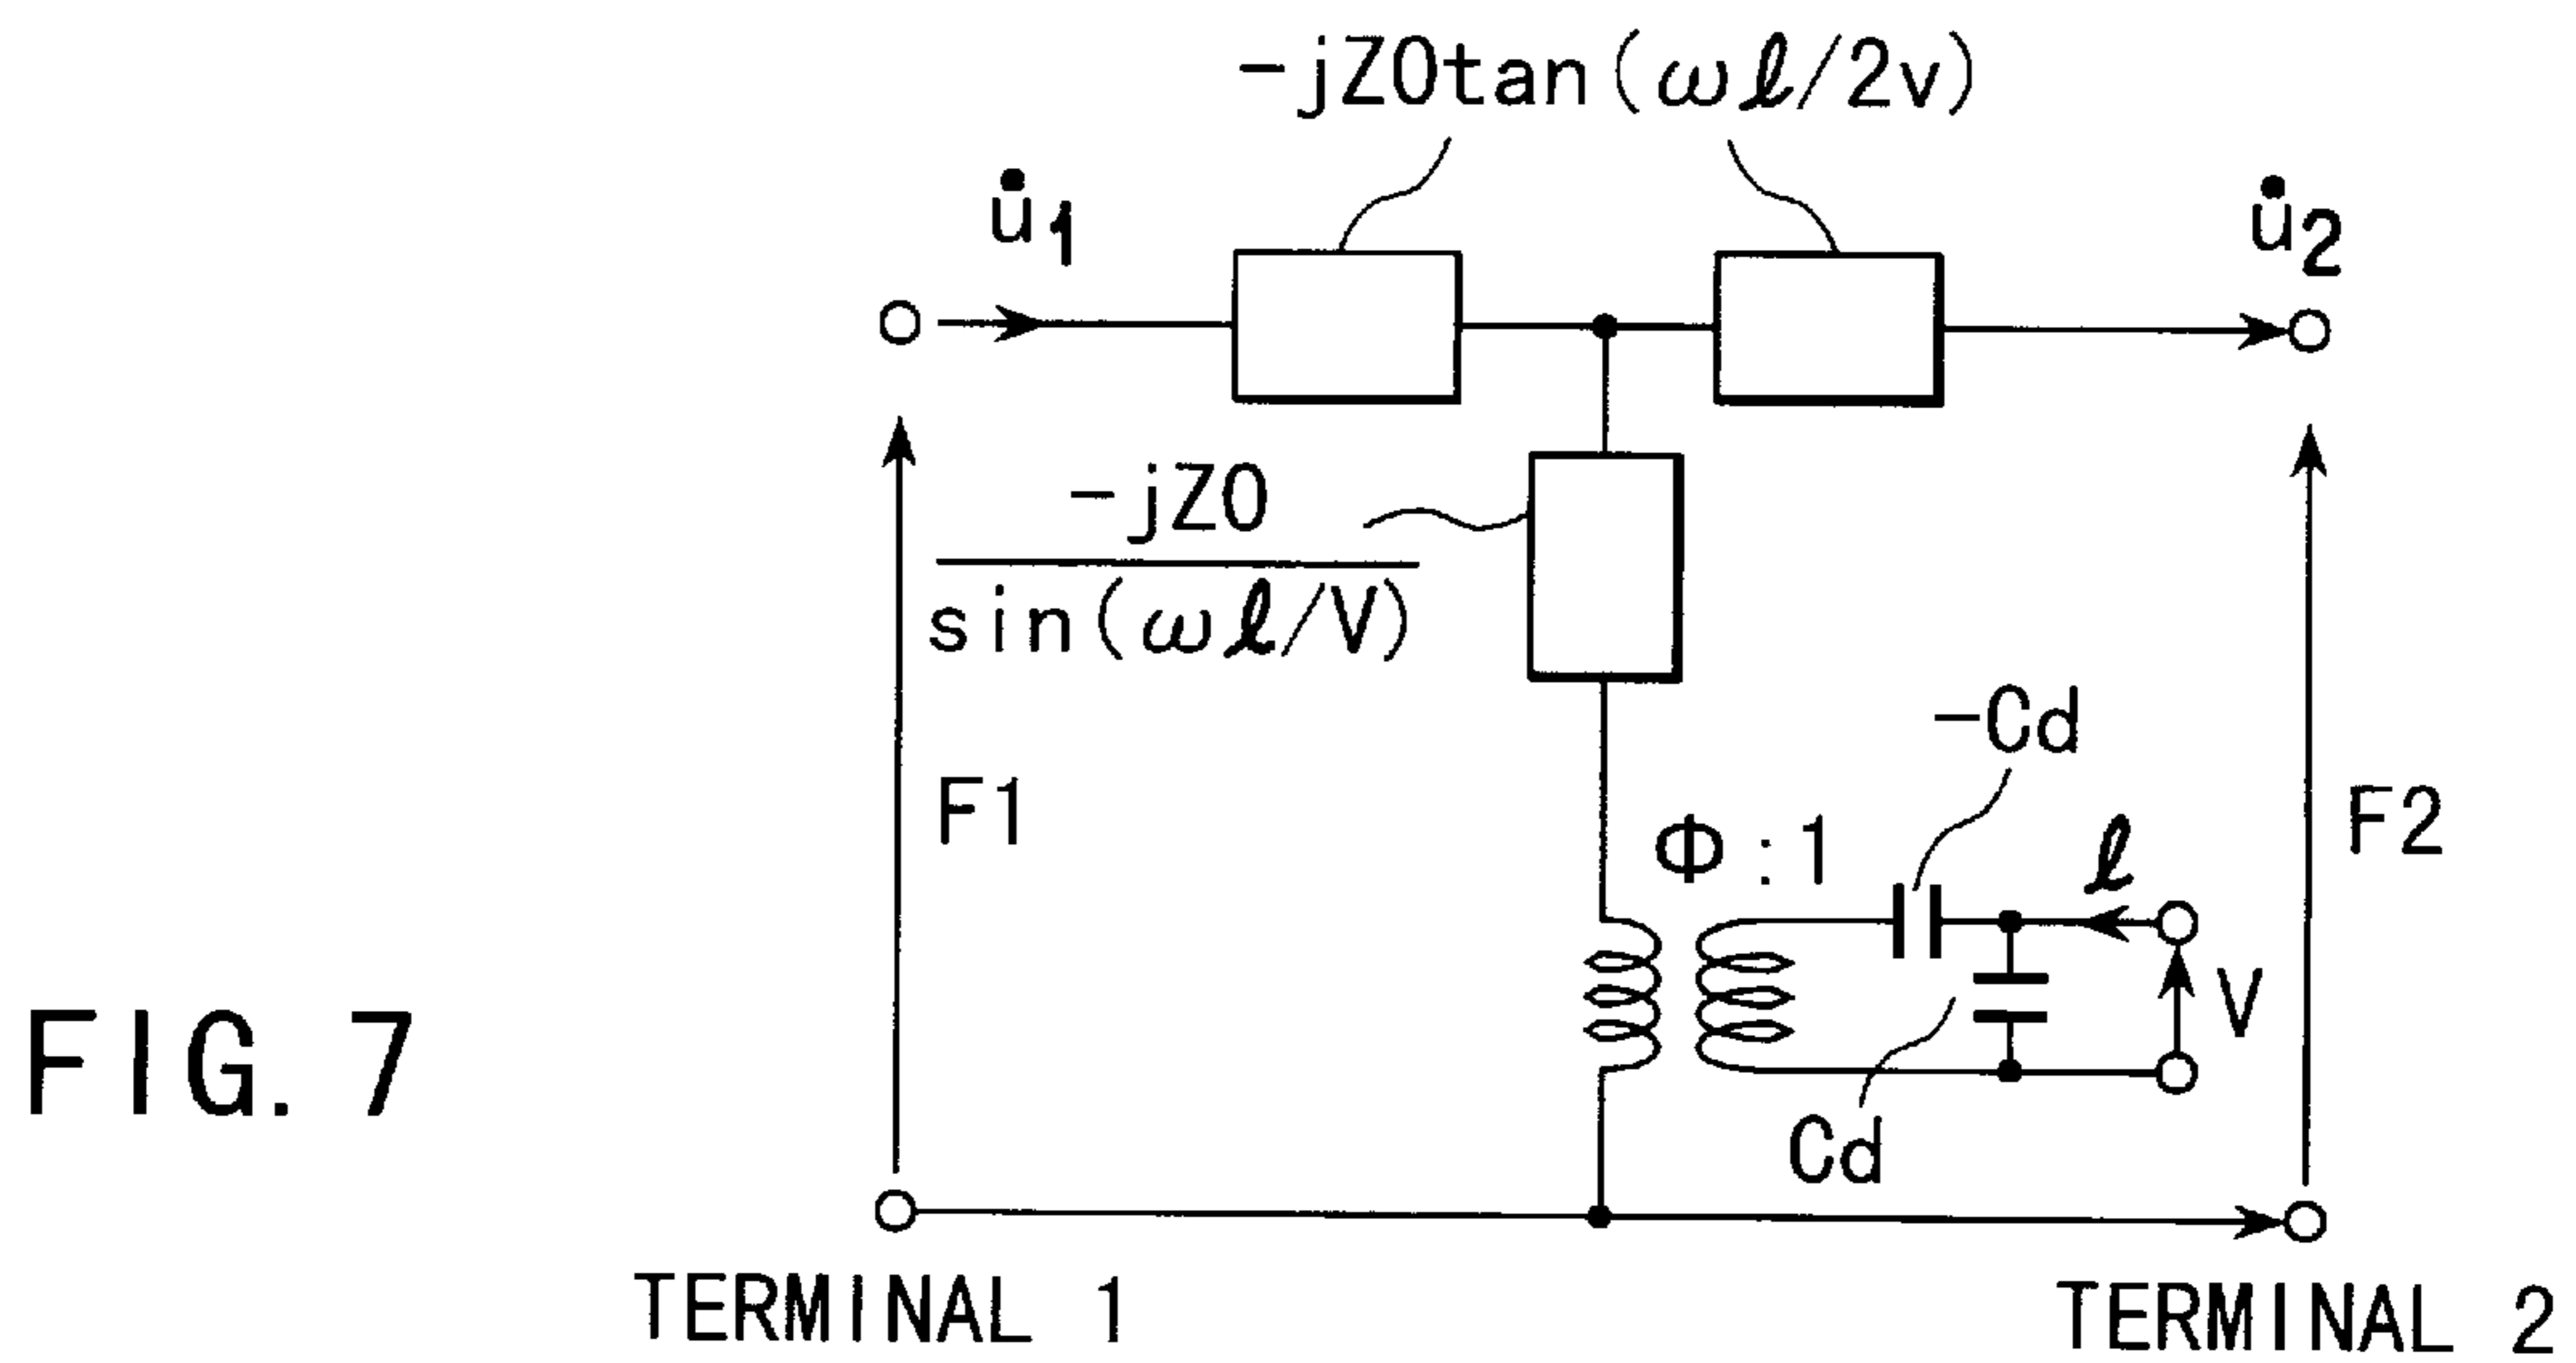 -jZ0tan(ωℓ/2v)
u̇1
u̇2
-jZ0
sin(ωℓ/V)
-Cd
F1
Φ:1
ℓ
F2
V
Cd
FIG. 7
TERMINAL 1
TERMINAL 2